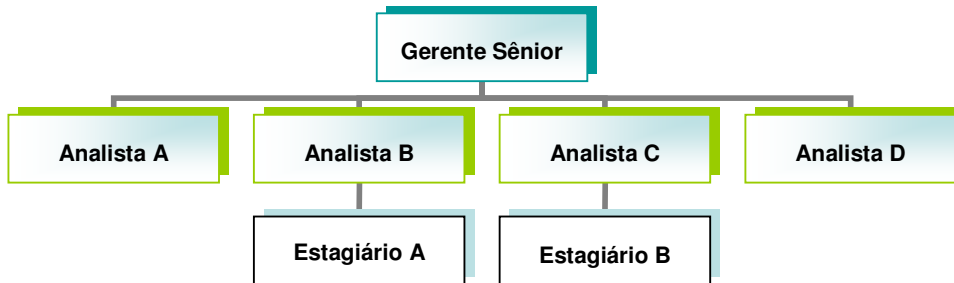 Gerente Sênior
Analista A
Analista B
Analista C
Analista D
Estagiário A
Estagiário B